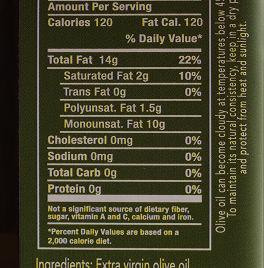 Amount Per Serving
Calories 120 Fat Cal. 120
% Daily Value*
Total Fat 14g 22%
Saturated Fat 2g 10%
Trans Fat 0g 0%
Polyunsat. Fat 1.5g
Monounsat. Fat 10g
Cholesterol 0mg 0%
Sodium 0mg 0%
Total Carb 0g 0%
Protein 0g 0%
Not a significant source of dietary fiber,
sugar, vitamin A and C, calcium and iron.
*Percent Daily Values are based on a
2,000 calorie diet.
Ingredients: Extra virgin olive oil
Olive oil can become cloudy at temperatures below 4
To maintain its natural consistency, keep in a dry p
and protect from heat and sunlight.